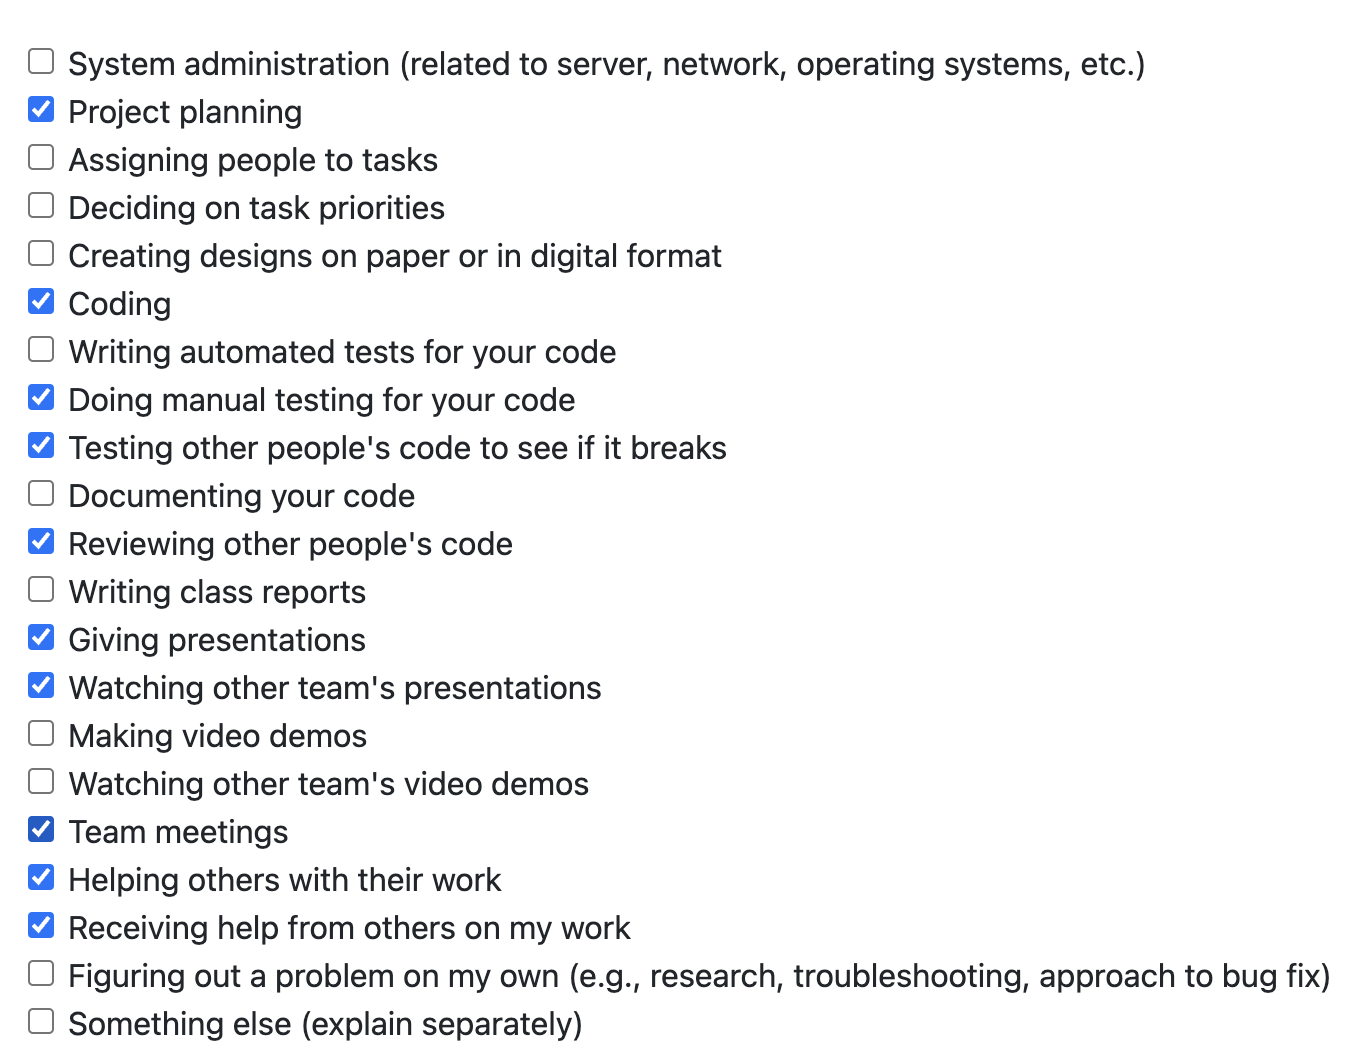 System administration (related to server, network, operating systems, etc.)
Project planning
Assigning people to tasks
Deciding on task priorities
Creating designs on paper or in digital format
Coding
Writing automated tests for your code
Doing manual testing for your code
Testing other people's code to see if it breaks
Documenting your code
Reviewing other people's code
Writing class reports
Giving presentations
Watching other team's presentations
Making video demos
Watching other team's video demos
Team meetings
Helping others with their work
Receiving help from others on my work
Figuring out a problem on my own (e.g., research, troubleshooting, approach to bug fix)
Something else (explain separately)